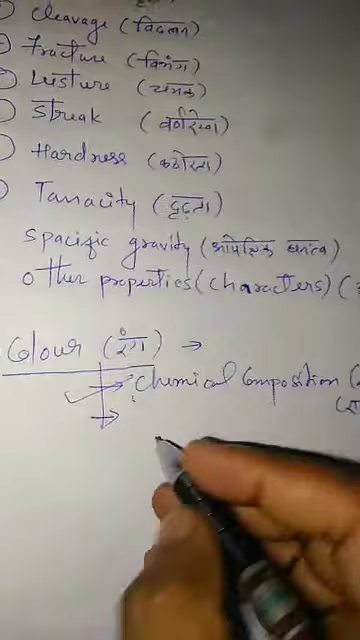 Cleavage (विदलन)
fracture (विभंग)
Lusture (चमक)
Streak (वर्णरेखा)
Hardness (कठोरता)
Tanacity (दृढ़ता)
Spacific gravity (आपेक्षिक घनत्व)
Other properties (characters) (
Colour (रंग) →
→ Chemical Composition (
→